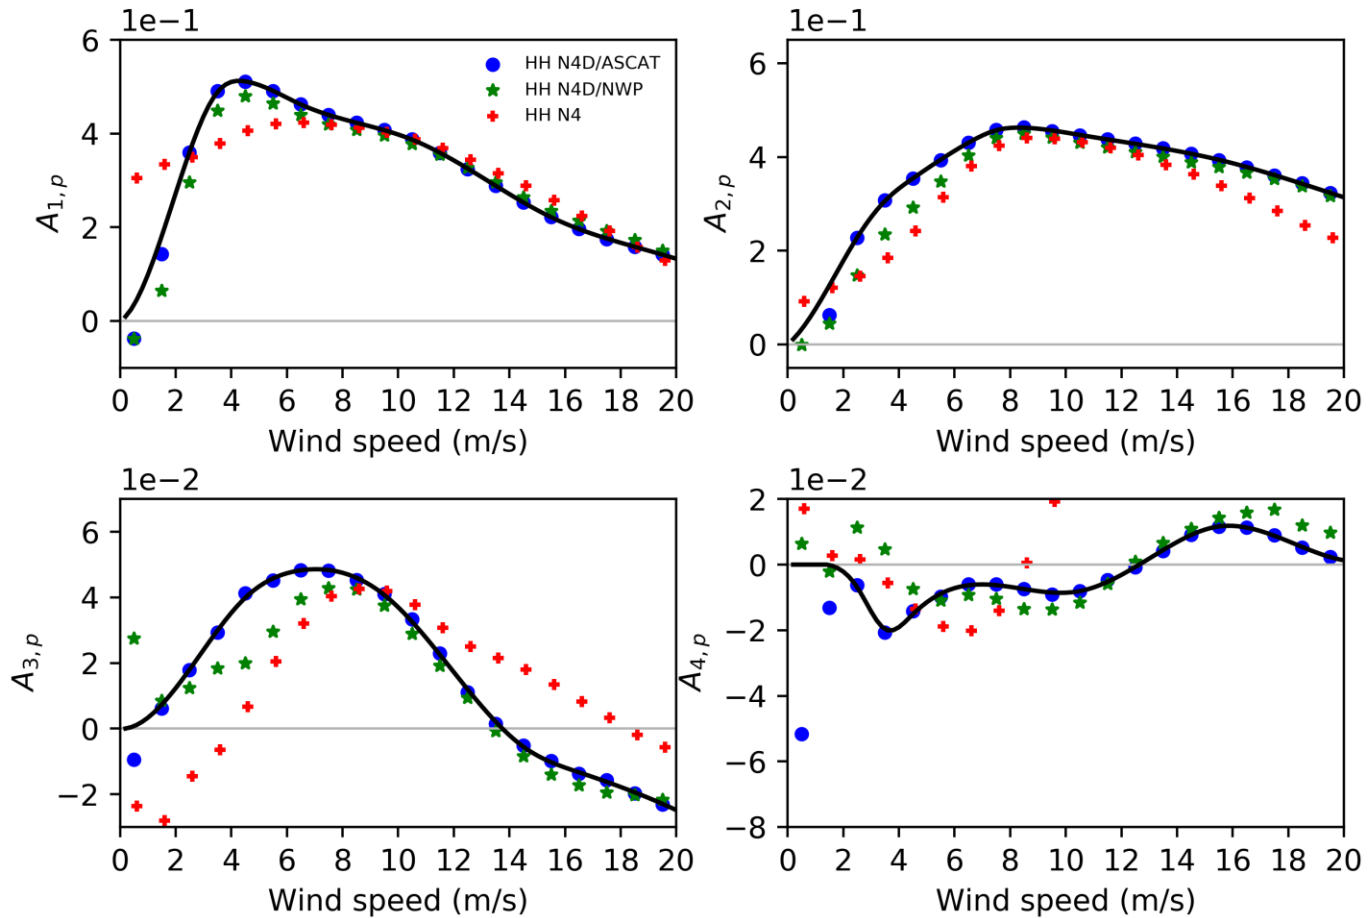 1e−1
6
4
2
0
A1,p
HH N4D/ASCAT
HH N4D/NWP
HH N4
0 2 4 6 8 10 12 14 16 18 20
Wind speed (m/s)
1e−1
6
4
2
0
A2,p
0 2 4 6 8 10 12 14 16 18 20
Wind speed (m/s)
1e−2
6
4
2
0
−2
A3,p
0 2 4 6 8 10 12 14 16 18 20
Wind speed (m/s)
1e−2
2
0
−2
−4
−6
−8
A4,p
0 2 4 6 8 10 12 14 16 18 20
Wind speed (m/s)